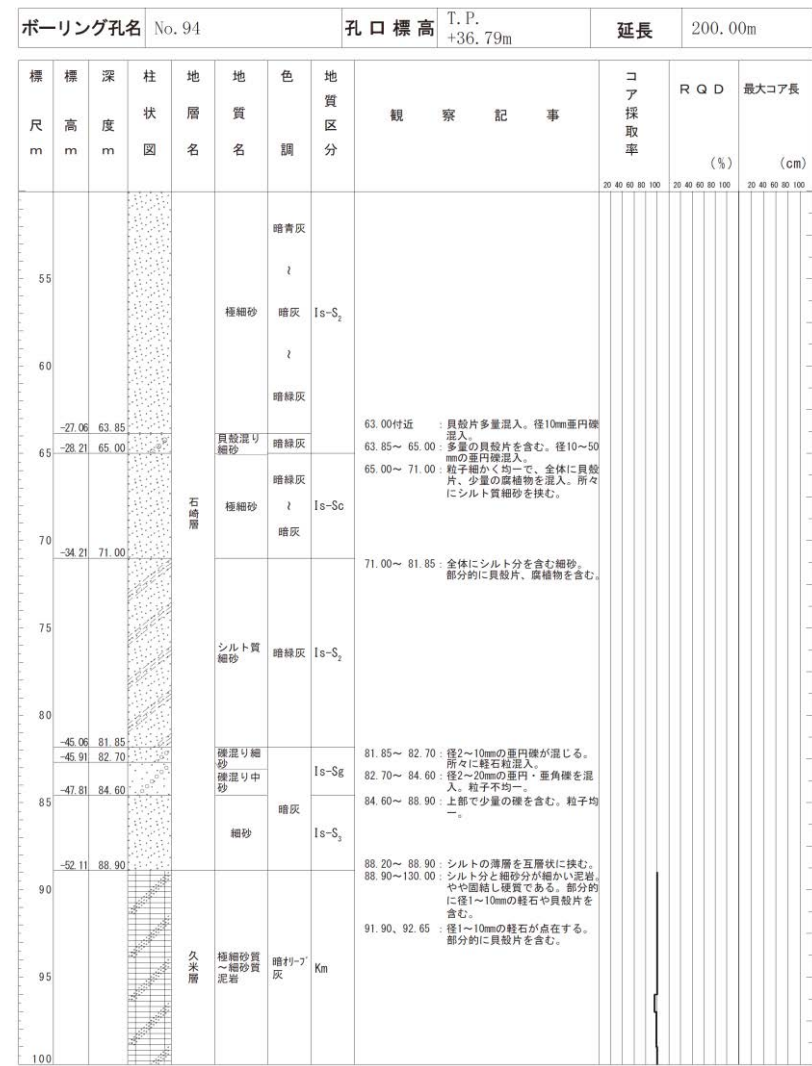 ボーリング孔名 No. 94 孔口標高 T.P. +36.79m 延長 200.00m
標尺m 標高m 深度m 柱状図 地層名 地質名 色調 地質区分 観察記事 コア採取率 RQD (%) 最大コア長 (cm)
20 40 60 80 100 20 40 60 80 100 20 40 60 80 100
暗青灰
55
~
極細砂 暗灰 Is-S₂
~
60
暗緑灰
-27.06 63.85
63.00付近 : 貝殻片多量混入。径10mm亜円礫
混入。
-28.21 65.00
貝殻混り
細砂
暗緑灰
63.85~ 65.00 : 多量の貝殻片を含む。径10~50
mmの亜円礫混入。
65
65.00~ 71.00 : 粒子細かく均一で、全体に貝殻
片、少量の腐植物を混入。所々
にシルト質細砂を挟む。
石崎層
極細砂
暗緑灰
~
暗灰
Is-Sc
70
-34.21 71.00
71.00~ 81.85 : 全体にシルト分を含む細砂。
部分的に貝殻片、腐植物を含む。
75
シルト質
細砂
暗緑灰 Is-S₂
80
-45.06 81.85
-45.91 82.70
礫混り細
砂
81.85~ 82.70 : 径2~10mmの亜円礫が混じる。
所々に軽石粒混入。
-47.81 84.60
礫混り中
砂
Is-Sg
82.70~ 84.60 : 径2~20mmの亜円・亜角礫を混
入。粒子不均一。
85
暗灰
84.60~ 88.90 : 上部で少量の礫を含む。粒子均
一。
細砂 Is-S₃
-52.11 88.90
88.20~ 88.90 : シルトの薄層を互層状に挟む。
88.90~130.00 : シルト分と細砂分が細かい泥岩。
やや固結し硬質である。部分的
に径1~10mmの軽石や貝殻片を
含む。
90
91.90、92.65 : 径1~10mmの軽石が点在する。
部分的に貝殻片を含む。
久米層
極細砂質
~細砂質
泥岩
暗オリーブ
灰
Km
95
100